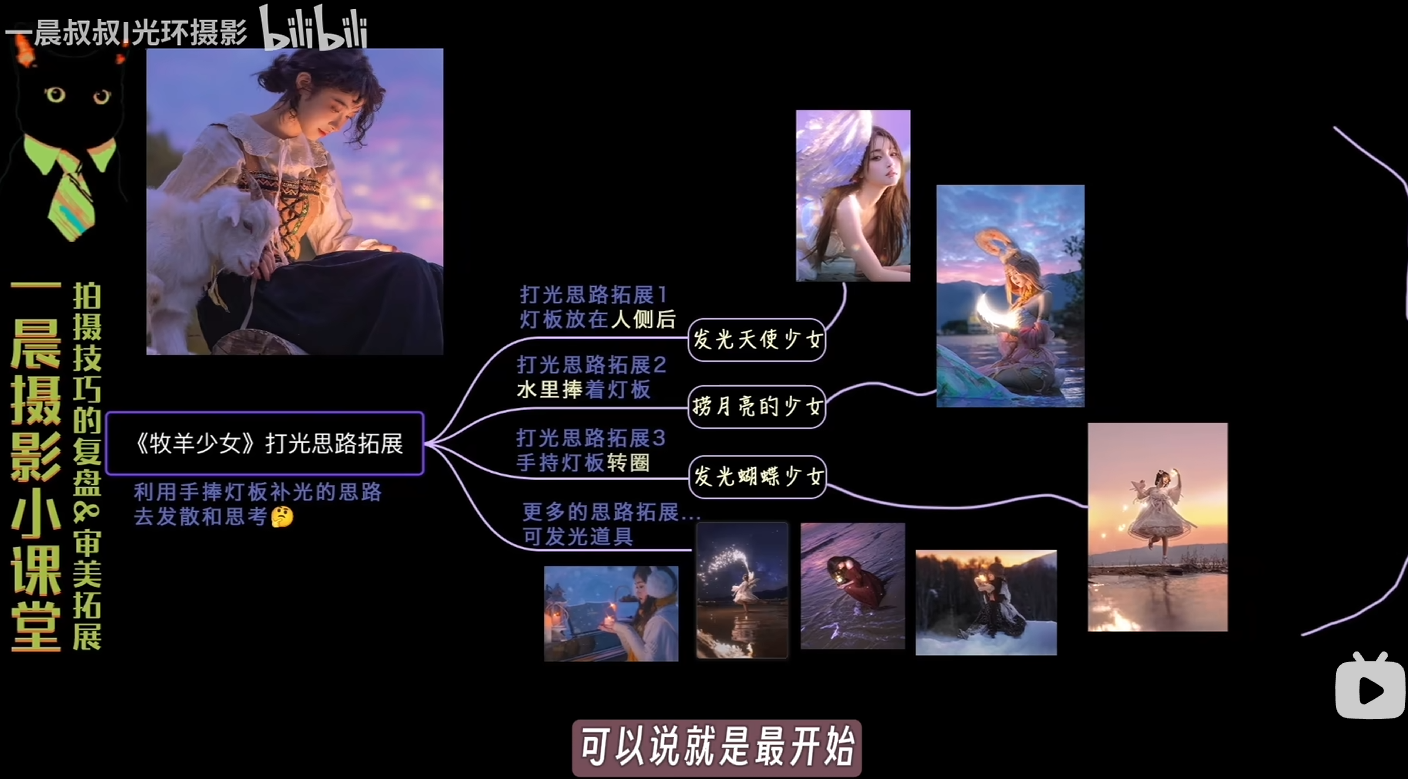 一晨叔叔|光环摄影 bilibili
一晨摄影小课堂
拍摄技巧的复盘&审美拓展
《牧羊少女》打光思路拓展
利用手捧灯板补光的思路
去发散和思考🤔
打光思路拓展1
灯板放在人侧后
发光天使少女
打光思路拓展2
水里捧着灯板
捞月亮的少女
打光思路拓展3
手持灯板转圈
发光蝴蝶少女
更多的思路拓展...
可发光道具
可以说就是最开始